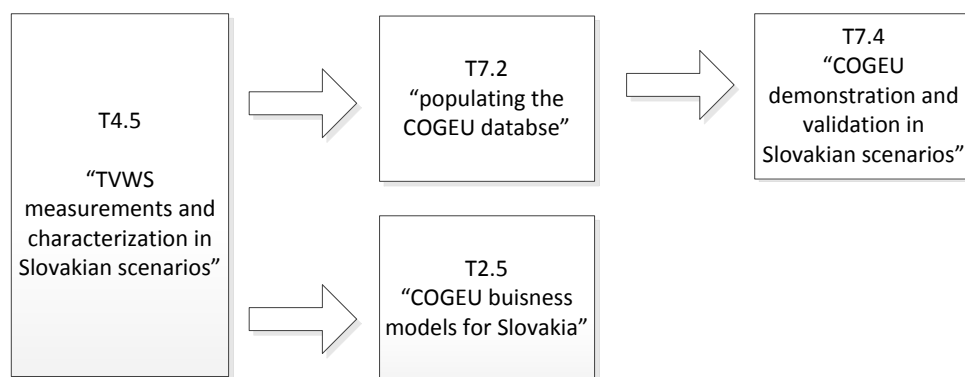 T4.5
“TVWS
measurements and
characterization in
Slovakian scenarios”
T7.2
“populating the
COGEU databse”
T7.4
“COGEU
demonstration and
validation in
Slovakian scenarios”
T2.5
“COGEU buisness
models for Slovakia”